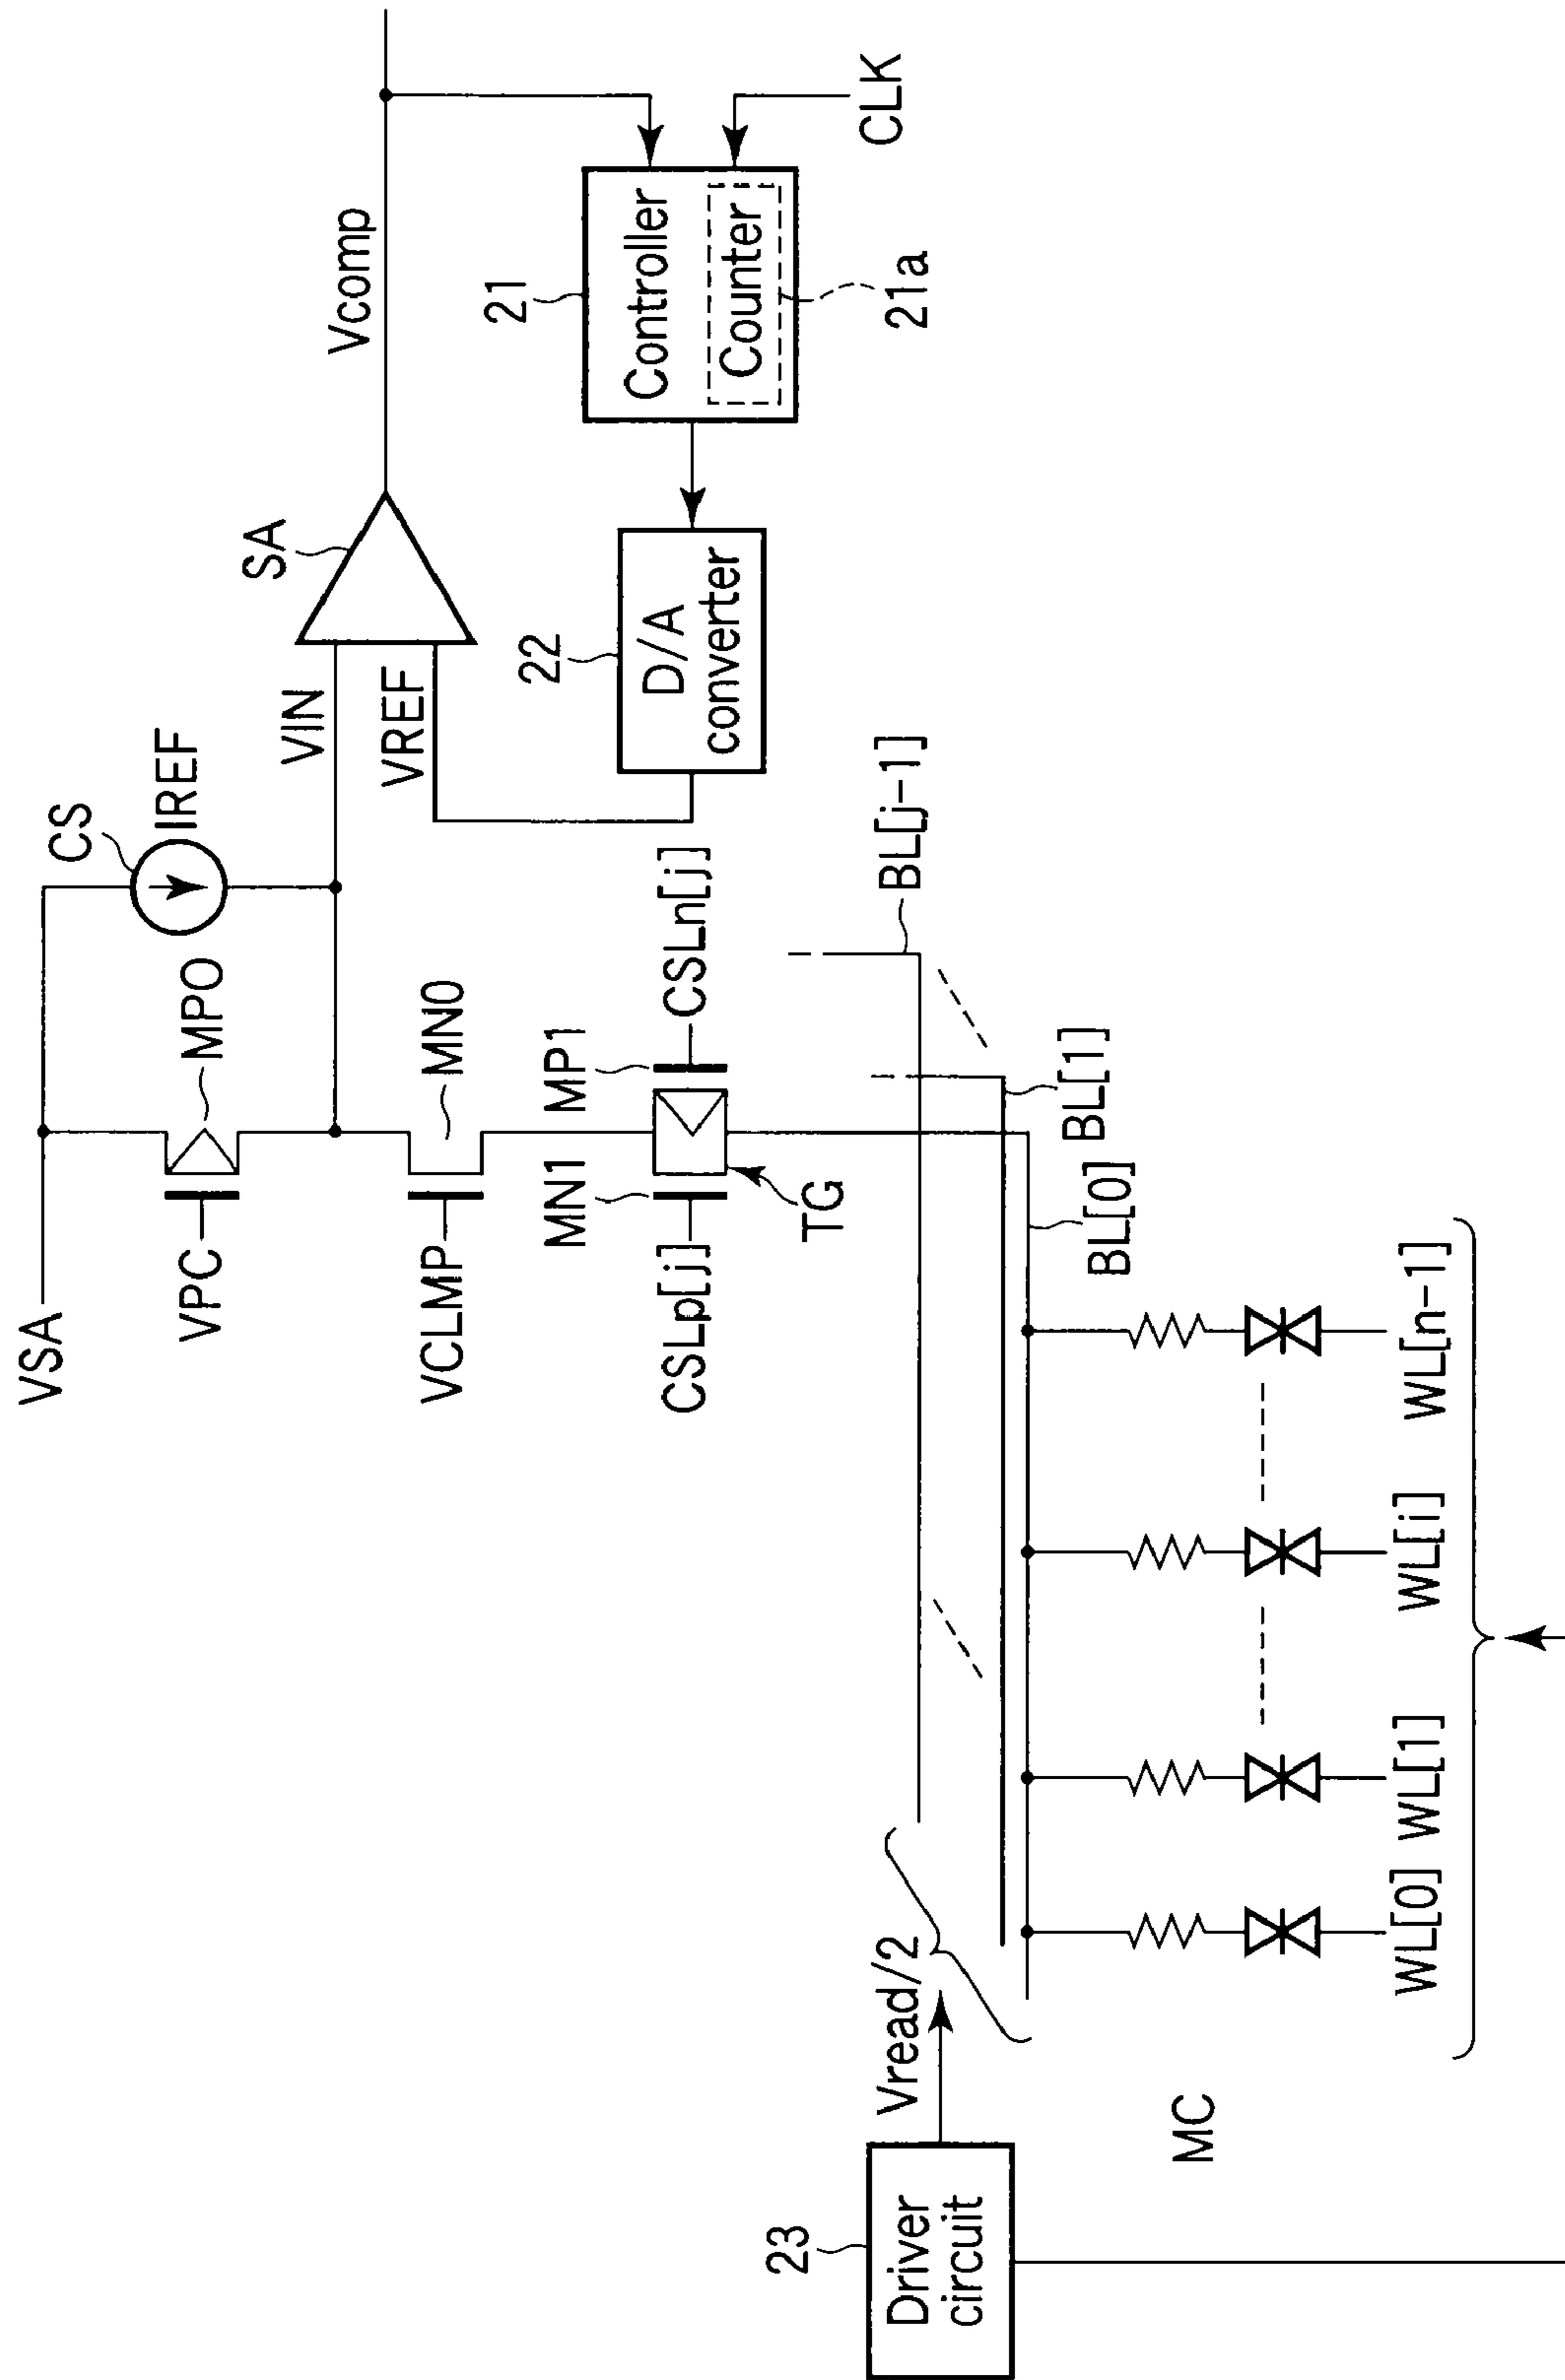 VSA
CS
IREF
VPC
MPO
VIN
SA
Vcomp
VCLMP
MN0
VREF
21
Controller
Counter
CLK
22
D/A
converter
21a
MN1
MP1
CSLp[j]
CSLn[j]
TG
BL[j-1]
23
Driver
circuit
Vread/2
BL[1]
BL[0]
MC
WL[0]
WL[1]
WL[i]
WL[n-1]